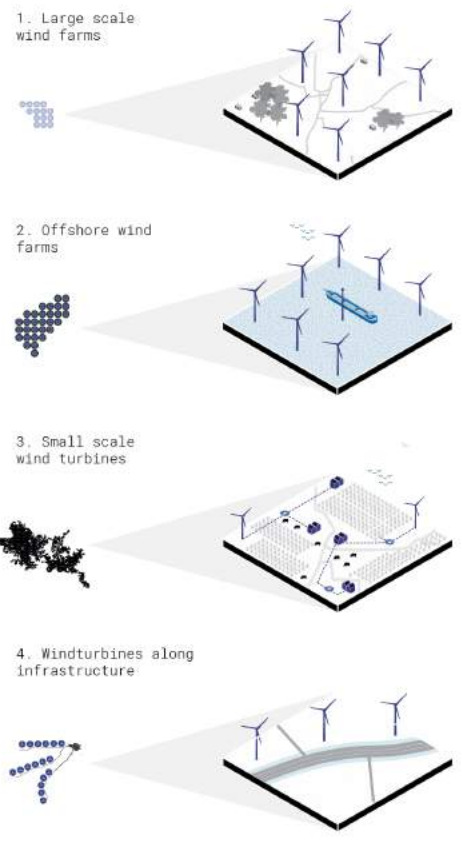 1. Large scale
wind farms
2. Offshore wind
farms
3. Small scale
wind turbines
4. Windturbines along
infrastructure